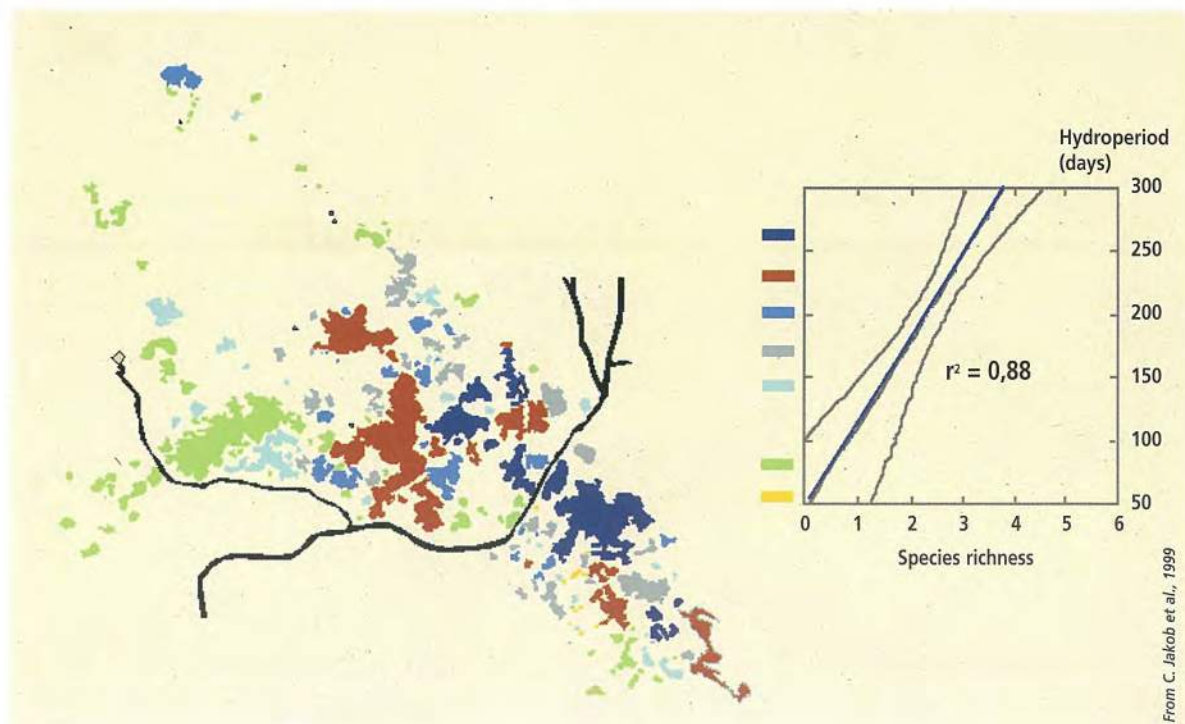 Hydroperiod
(days)
300
250
200
150
100
50
r² = 0,88
0 1 2 3 4 5 6
Species richness
From C. Jakob et al., 1999